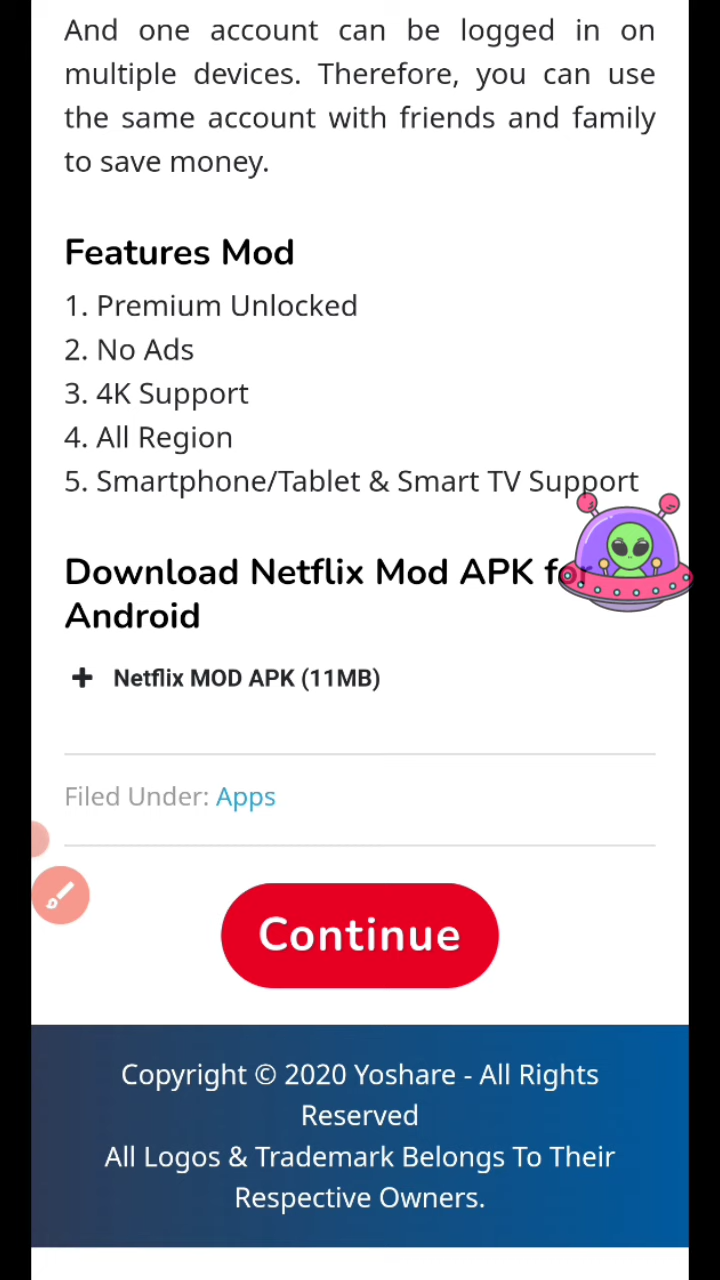 And one account can be logged in on
multiple devices. Therefore, you can use
the same account with friends and family
to save money.
Features Mod
1. Premium Unlocked
2. No Ads
3. 4K Support
4. All Region
5. Smartphone/Tablet & Smart TV Support
Download Netflix Mod APK for
Android
Netflix MOD APK (11MB)
Filed Under: Apps
Continue
Copyright © 2020 Yoshare - All Rights
Reserved
All Logos & Trademark Belongs To Their
Respective Owners.